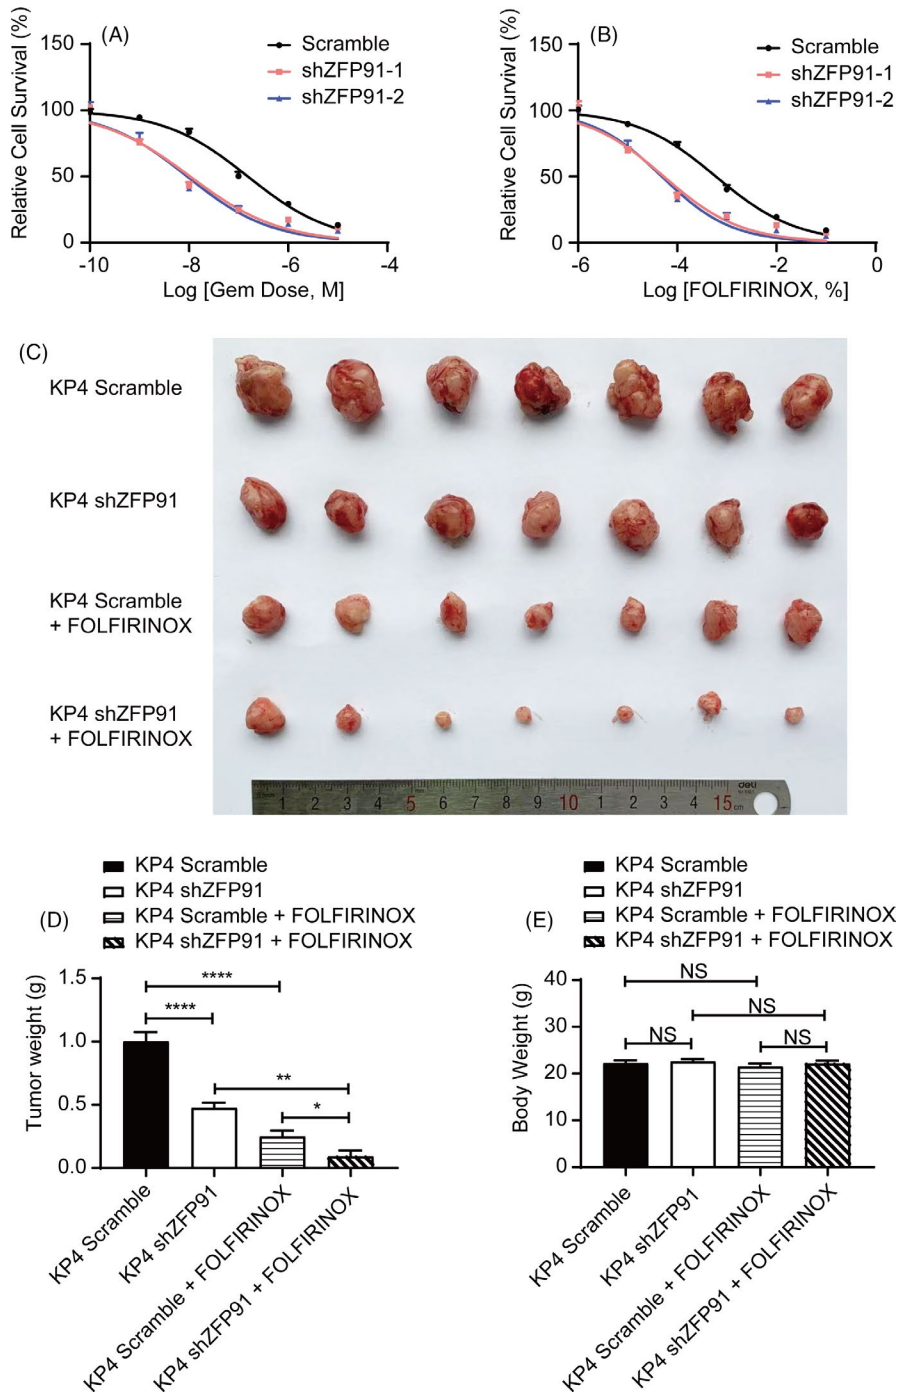 (A)
Relative Cell Survival (%)
150
100
50
0
-10
-8
-6
-4
Log [Gem Dose, M]
Scramble
shZFP91-1
shZFP91-2
(B)
Relative Cell Survival (%)
150
100
50
0
-6
-4
-2
0
Log [FOLFIRINOX, %]
Scramble
shZFP91-1
shZFP91-2
(C)
KP4 Scramble
KP4 shZFP91
KP4 Scramble
+ FOLFIRINOX
KP4 shZFP91
+ FOLFIRINOX
1 2 3 4 5 6 7 8 9 10 1 2 3 4 15 cm
deli
(D)
KP4 Scramble
KP4 shZFP91
KP4 Scramble + FOLFIRINOX
KP4 shZFP91 + FOLFIRINOX
Tumor weight (g)
1.5
1.0
0.5
0.0
****
****
**
*
KP4 Scramble
KP4 shZFP91
KP4 Scramble + FOLFIRINOX
KP4 shZFP91 + FOLFIRINOX
(E)
KP4 Scramble
KP4 shZFP91
KP4 Scramble + FOLFIRINOX
KP4 shZFP91 + FOLFIRINOX
Body Weight (g)
40
30
20
10
0
NS
NS
NS
NS
KP4 Scramble
KP4 shZFP91
KP4 Scramble + FOLFIRINOX
KP4 shZFP91 + FOLFIRINOX